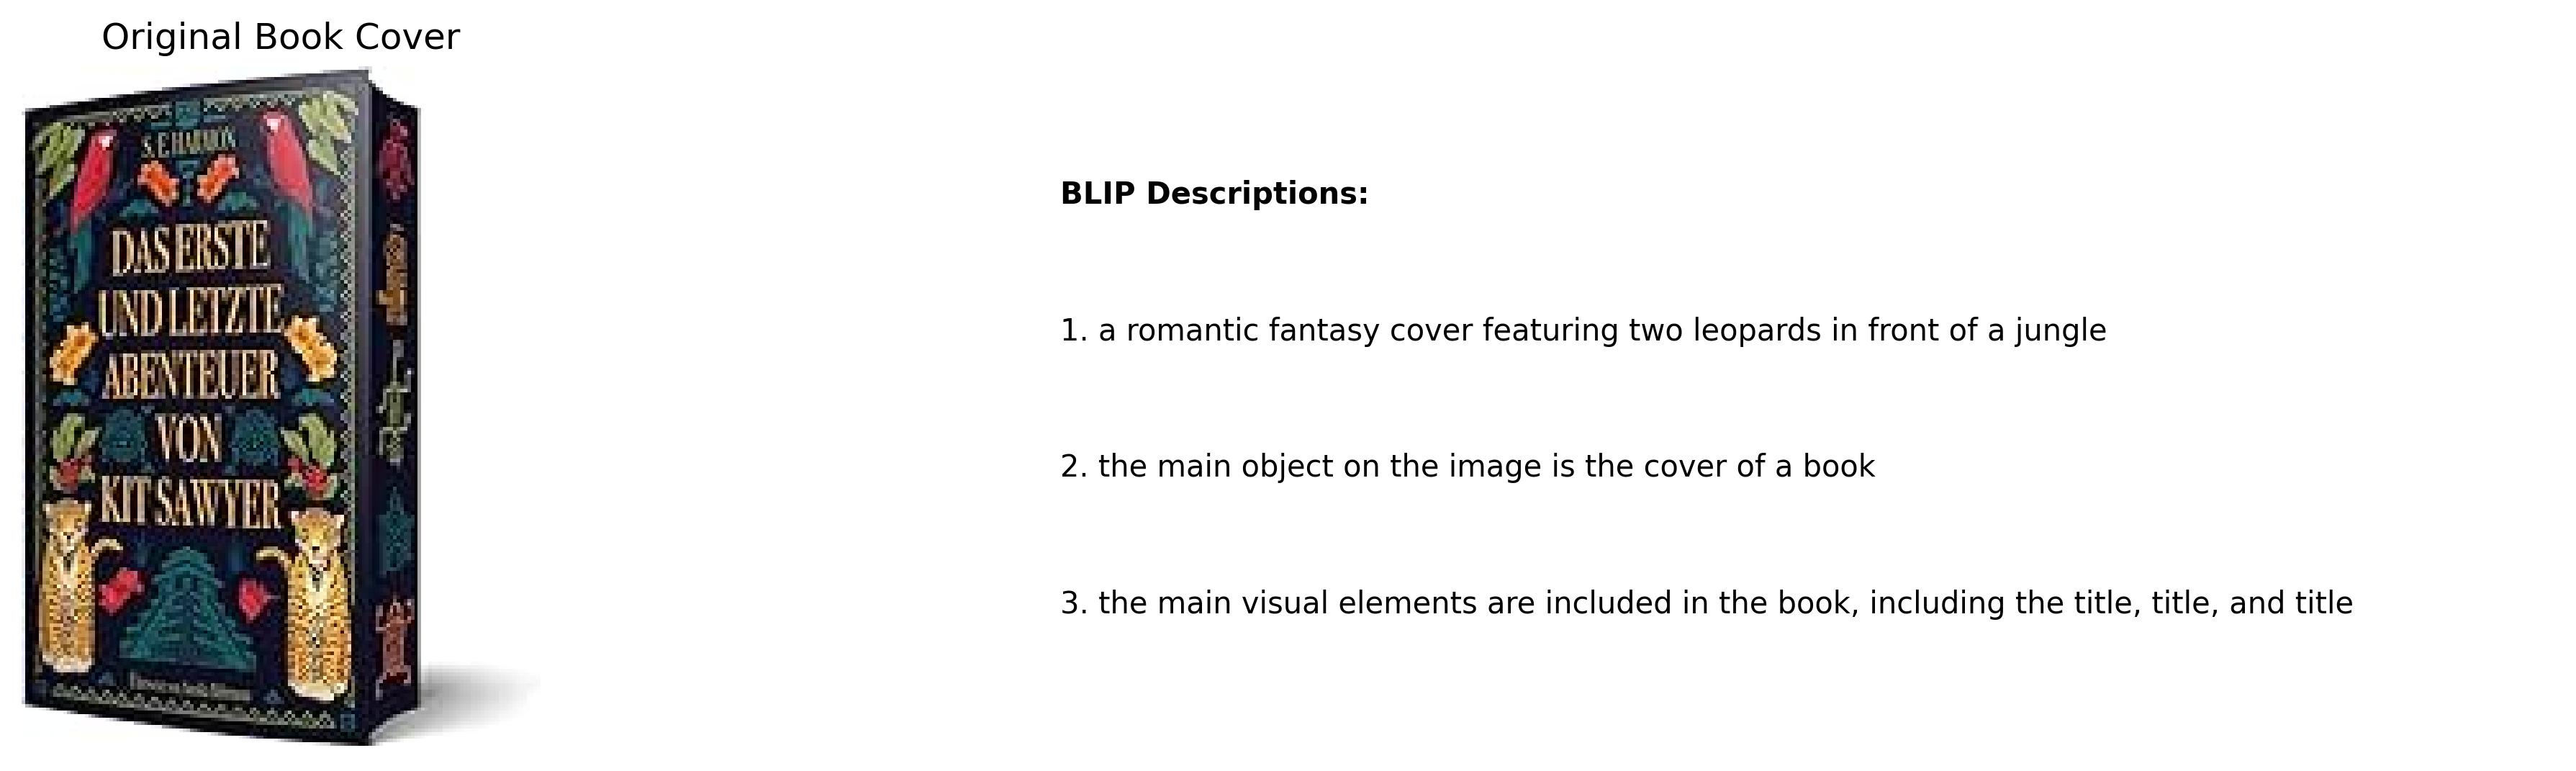 Original Book Cover
S. E. HARMON
DAS ERSTE
UND LETZTE
ABENTEUER
VON
KIT SAWYER
BLIP Descriptions:
1. a romantic fantasy cover featuring two leopards in front of a jungle
2. the main object on the image is the cover of a book
3. the main visual elements are included in the book, including the title, title, and title